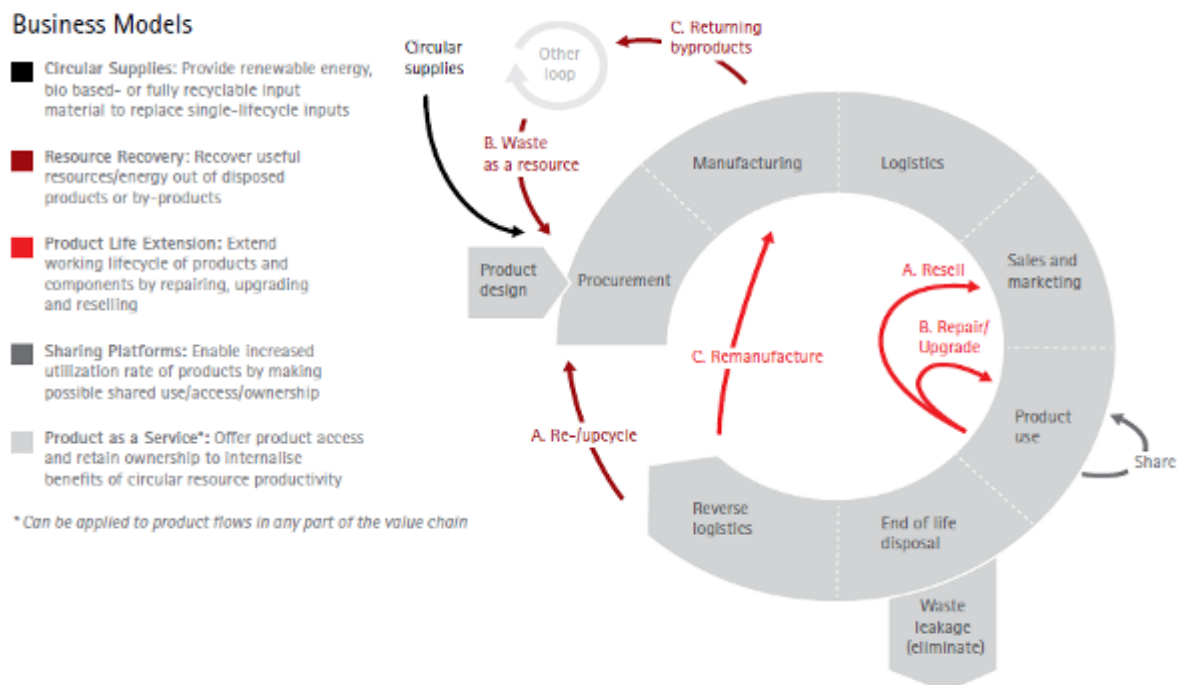 Business Models
Circular Supplies: Provide renewable energy,
bio based- or fully recyclable input
material to replace single-lifecycle inputs
Resource Recovery: Recover useful
resources/energy out of disposed
products or by-products
Product Life Extension: Extend
working lifecycle of products and
components by repairing, upgrading
and reselling
Sharing Platforms: Enable increased
utilization rate of products by making
possible shared use/access/ownership
Product as a Service*: Offer product access
and retain ownership to internalise
benefits of circular resource productivity
* Can be applied to product flows in any part of the value chain
Circular
supplies
Other
loop
C. Returning
byproducts
B. Waste
as a resource
Manufacturing
Logistics
Product
design
Procurement
Sales and
marketing
A. Resell
B. Repair/
Upgrade
C. Remanufacture
Product
use
Share
A. Re-/upcycle
Reverse
logistics
End of life
disposal
Waste
leakage
(eliminate)